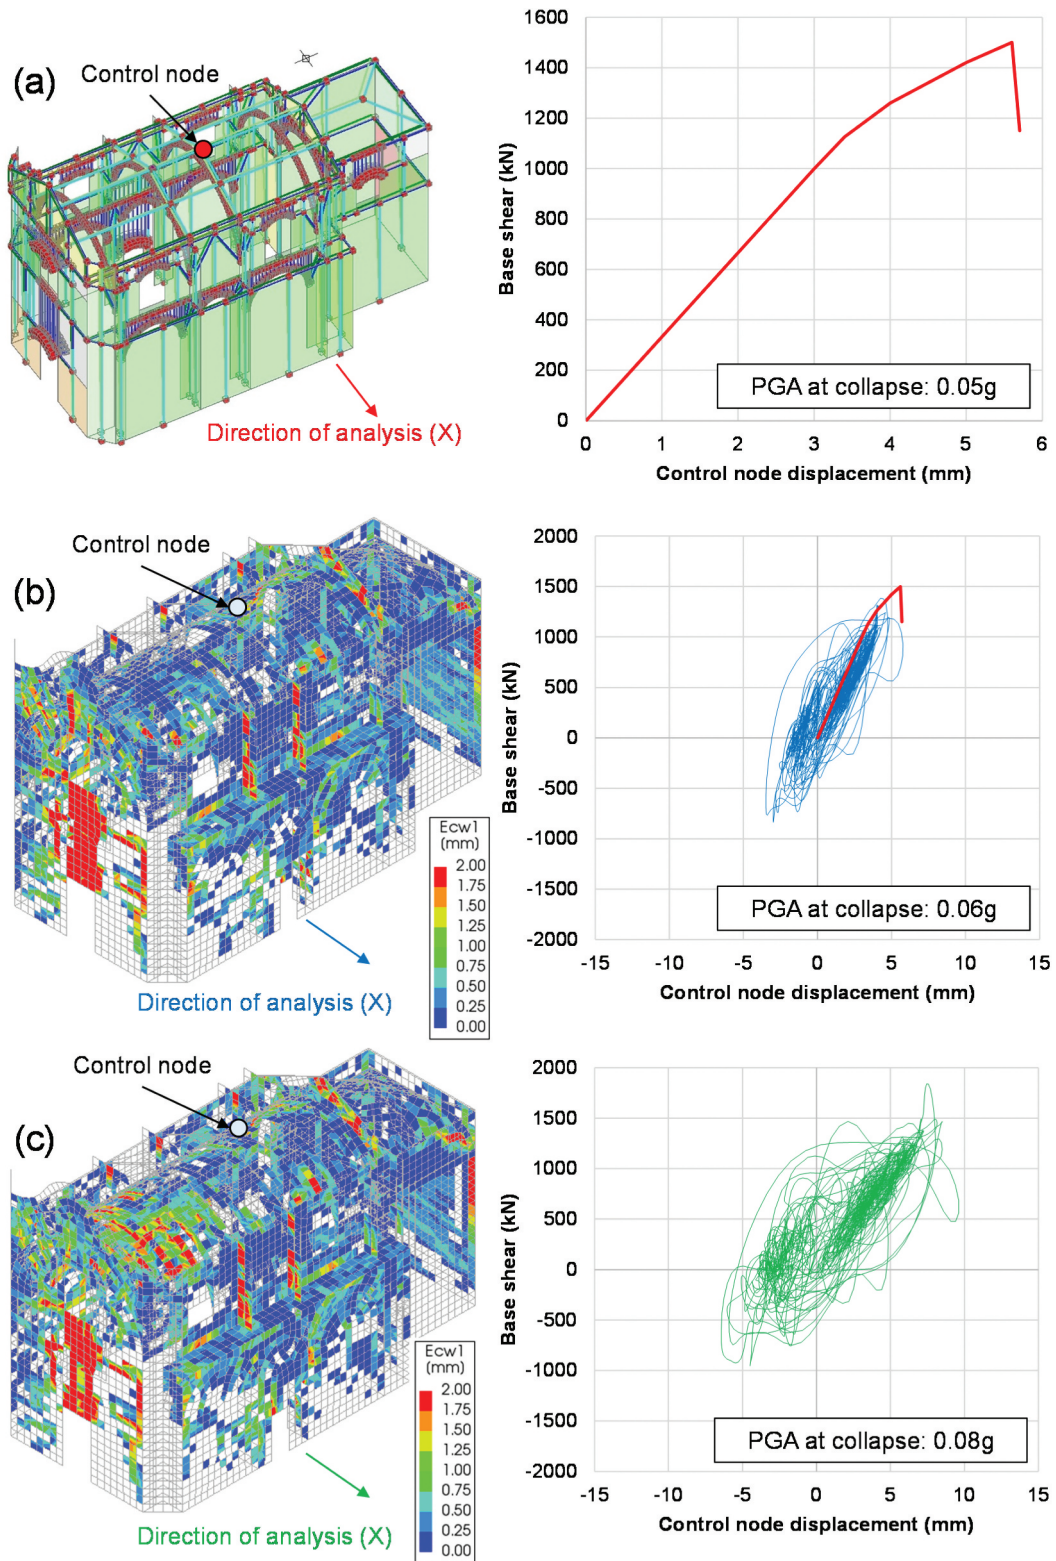 (a)
Control node
Direction of analysis (X)
1600
1400
1200
1000
800
600
400
200
0
Base shear (kN)
PGA at collapse: 0.05g
0 1 2 3 4 5 6
Control node displacement (mm)
(b)
Control node
Ecw1
(mm)
2.00
1.75
1.50
1.25
1.00
0.75
0.50
0.25
0.00
Direction of analysis (X)
2000
1500
1000
500
0
-500
-1000
-1500
-2000
Base shear (kN)
PGA at collapse: 0.06g
-15 -10 -5 0 5 10 15
Control node displacement (mm)
(c)
Control node
Ecw1
(mm)
2.00
1.75
1.50
1.25
1.00
0.75
0.50
0.25
0.00
Direction of analysis (X)
2000
1500
1000
500
0
-500
-1000
-1500
-2000
Base shear (kN)
PGA at collapse: 0.08g
-15 -10 -5 0 5 10 15
Control node displacement (mm)